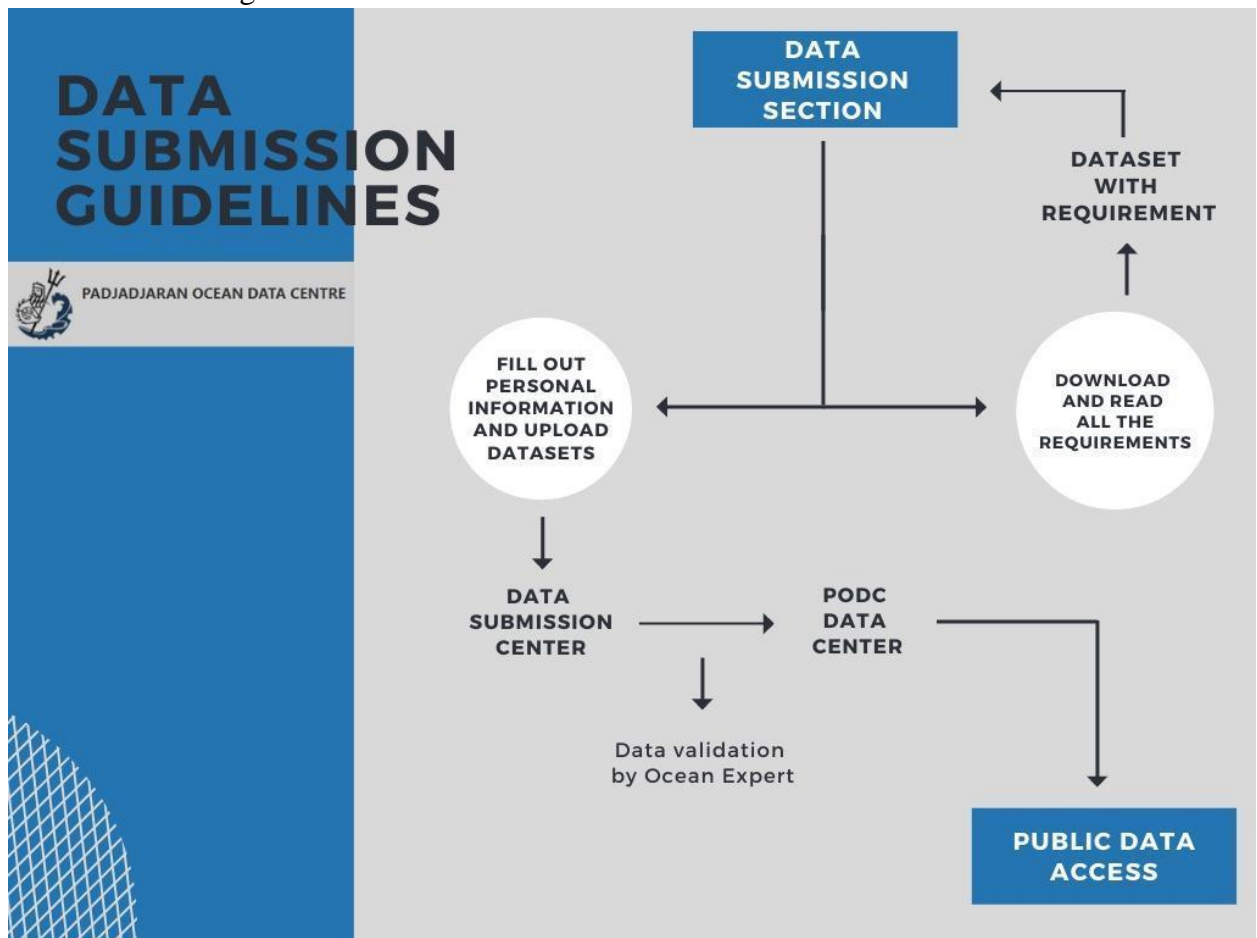 DATA
SUBMISSION
GUIDELINES
PADJADJARAN OCEAN DATA CENTRE
DATA
SUBMISSION
SECTION
DATASET
WITH
REQUIREMENT
FILL OUT
PERSONAL
INFORMATION
AND UPLOAD
DATASETS
DOWNLOAD
AND READ
ALL THE
REQUIREMENTS
DATA
SUBMISSION
CENTER
PODC
DATA
CENTER
Data validation
by Ocean Expert
PUBLIC DATA
ACCESS